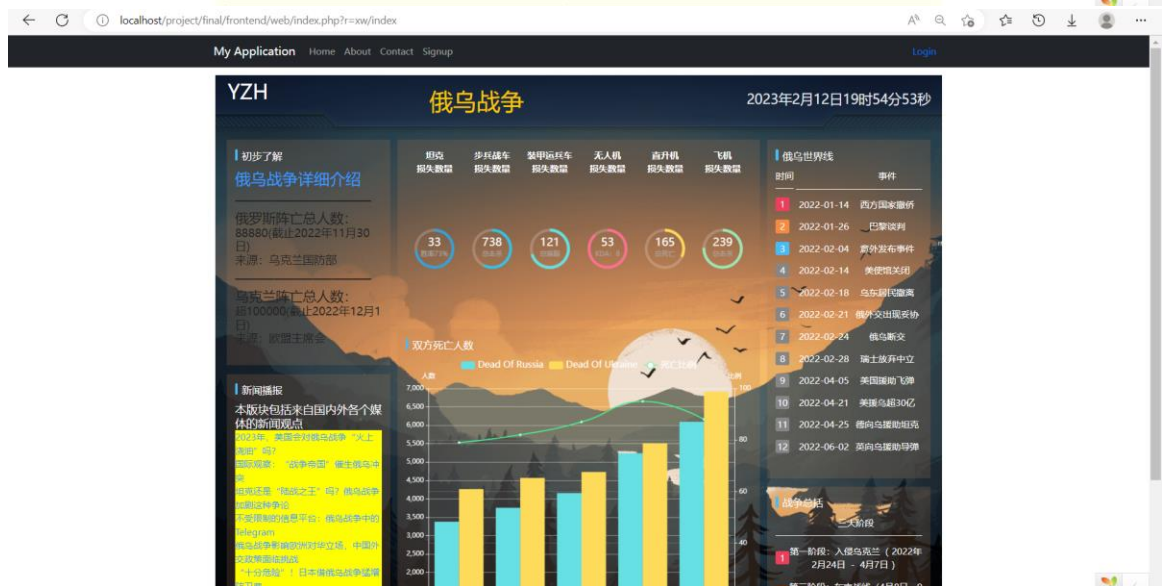 localhost/project/final/frontend/web/index.php?r=xw/index
My Application Home About Contact Signup Login
YZH
俄乌战争
2023年2月12日19时54分53秒
初步了解
俄乌战争详细介绍
俄罗斯阵亡总人数：
88880(截止2022年11月30
日)
来源：乌克兰国防部
乌克兰阵亡总人数：
超100000(截止2022年12月1
日)
来源：欧盟主席会
新闻播报
本版块包括来自国内外各个媒
体的新闻观点
2023年，美国会对俄乌战争“火上
浇油”吗？
国际观察：“战争帝国”催生俄乌冲
突
坦克还是“陆战之王”吗？俄乌战争
加剧这种争论
不受限制的信息平台：俄乌战争中的
Telegram
俄乌战争影响欧洲对华立场，中国外
交政策面临挑战
“十分危险”！日本借俄乌战争猛增
坦克 步兵战车 装甲运兵车 无人机 直升机 飞机
损失数量 损失数量 损失数量 损失数量 损失数量 损失数量
33 738 121 53 165 239
双方死亡人数
Dead Of Russia Dead Of Ukraine 死亡比例
人数 比例
7,000 100
6,500
6,000
5,500
5,000 80
4,500
4,000 60
3,500
3,000
2,500 40
2,000
俄乌世界线
时间 事件
1 2022-01-14 西方国家撤侨
2 2022-01-26 巴黎谈判
3 2022-02-04 意外发布事件
4 2022-02-14 美使馆关闭
5 2022-02-18 乌东居民撤离
6 2022-02-21 俄外交出现妥协
7 2022-02-24 俄乌断交
8 2022-02-28 瑞士放弃中立
9 2022-04-05 美国援助飞弹
10 2022-04-21 美援乌超30亿
11 2022-04-25 德向乌援助坦克
12 2022-06-02 英向乌援助导弹
战争总结
三大阶段
1 第一阶段：入侵乌克兰（2022年
2月24日 - 4月7日）